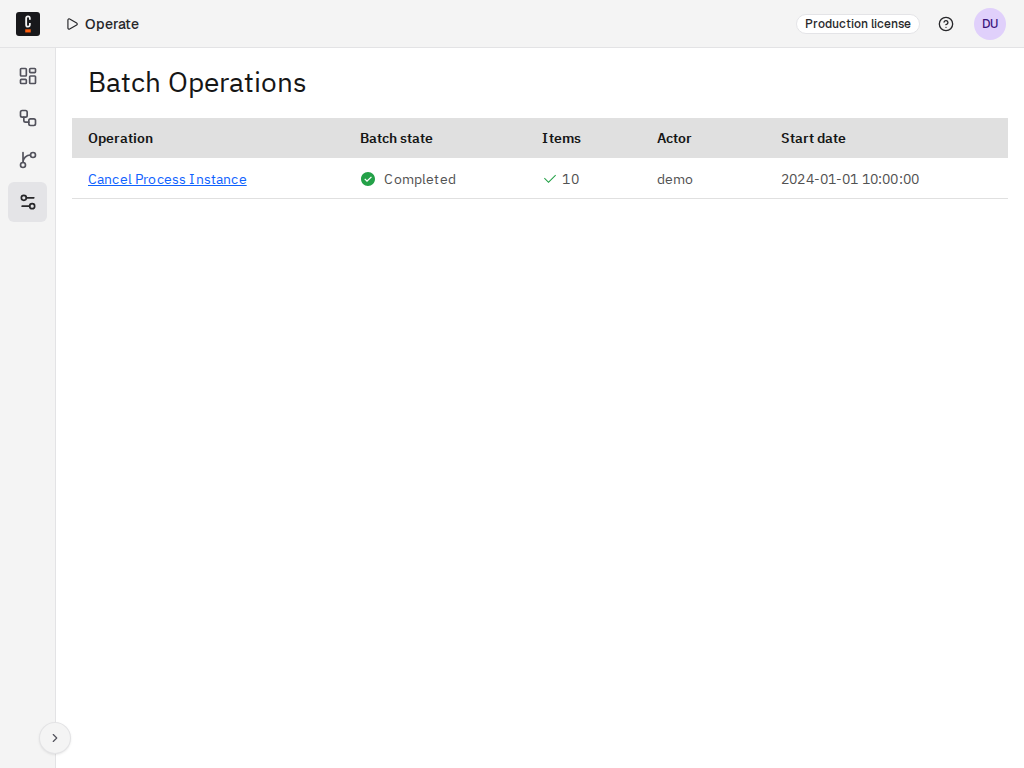 C Operate Production license DU
Batch Operations
Operation Batch state Items Actor Start date
Cancel Process Instance Completed 10 demo 2024-01-01 10:00:00